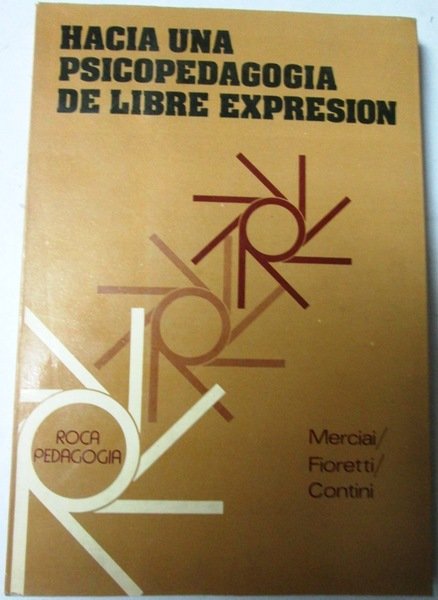 HACIA UNA
PSICOPEDAGOGIA
DE LIBRE EXPRESION
ROCA
PEDAGOGIA
Merciai/
Fioretti/
Contini